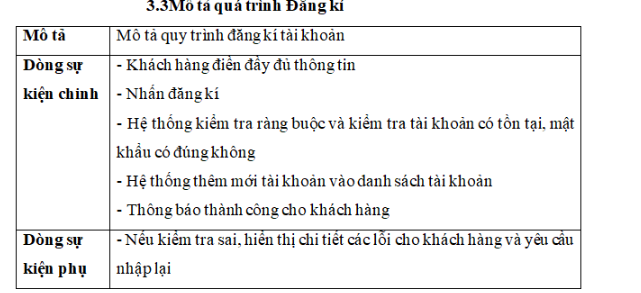 3.3Mô tả quá trình Đăng kí
Mô tả
Mô tả quy trình đăng kí tài khoản
Dòng sự
kiện chính
- Khách hàng điền đầy đủ thông tin
- Nhấn đăng kí
- Hệ thống kiểm tra ràng buộc và kiểm tra tài khoản có tồn tại, mật
khẩu có đúng không
- Hệ thống thêm mới tài khoản vào danh sách tài khoản
- Thông báo thành công cho khách hàng
Dòng sự
kiện phụ
- Nếu kiểm tra sai, hiển thị chi tiết các lỗi cho khách hàng và yêu cầu
nhập lại